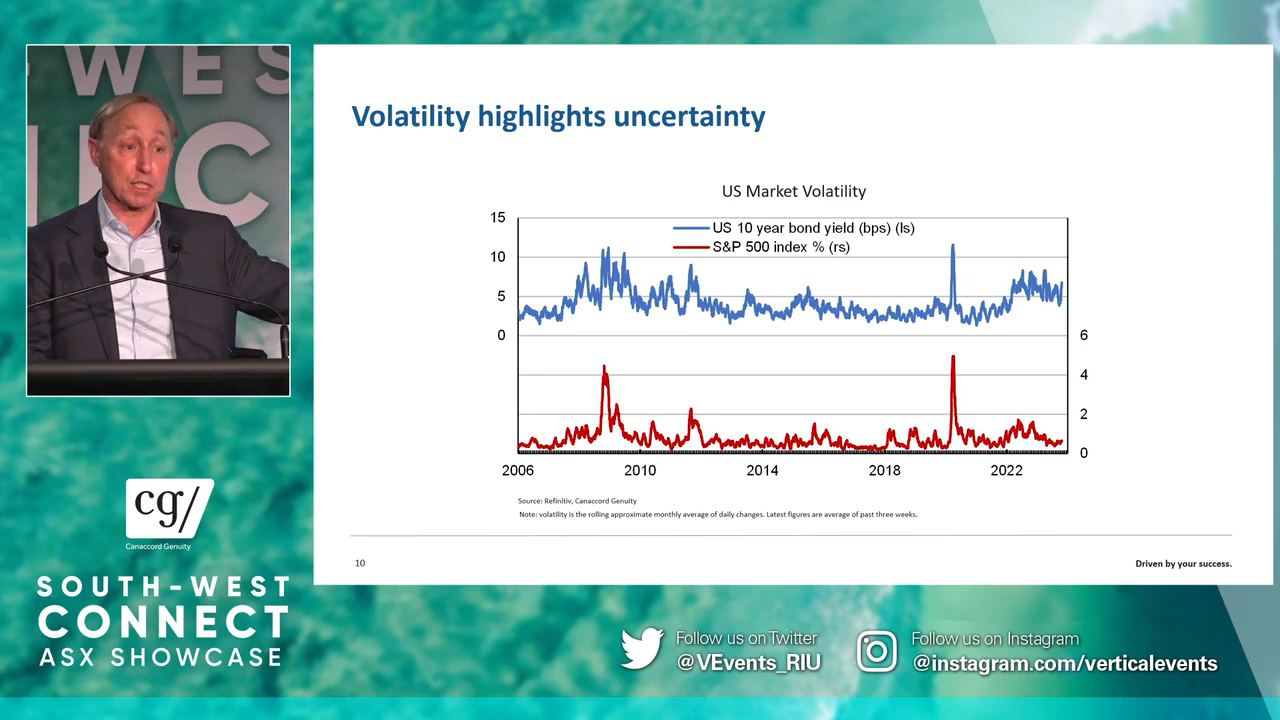 -WES
C
Volatility highlights uncertainty
US Market Volatility
US 10 year bond yield (bps) (ls)
S&P 500 index % (rs)
15
10
5
0
6
4
2
0
2006 2010 2014 2018 2022
Source: Refinitiv, Canaccord Genuity
Note: volatility is the rolling approximate monthly average of daily changes. Latest figures are average of past three weeks.
10
Driven by your success.
cg/
Canaccord Genuity
SOUTH-WEST
CONNECT
ASX SHOWCASE
Follow us on Twitter
@VEvents_RIU
Follow us on Instagram
@instagram.com/verticalevents